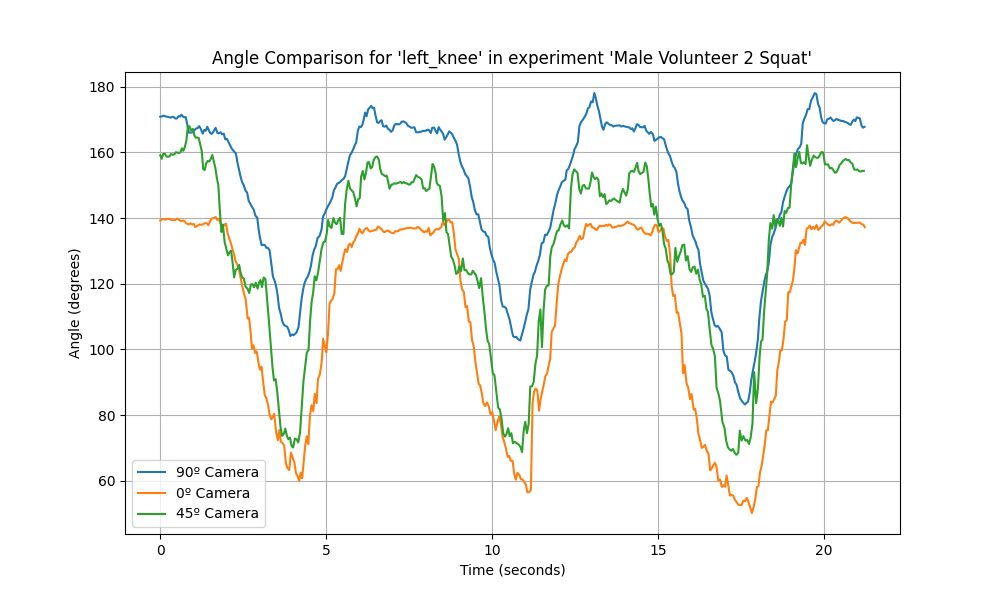 Angle Comparison for 'left_knee' in experiment 'Male Volunteer 2 Squat'
180
160
140
120
100
80
60
Angle (degrees)
90º Camera
0º Camera
45º Camera
0 5 10 15 20
Time (seconds)